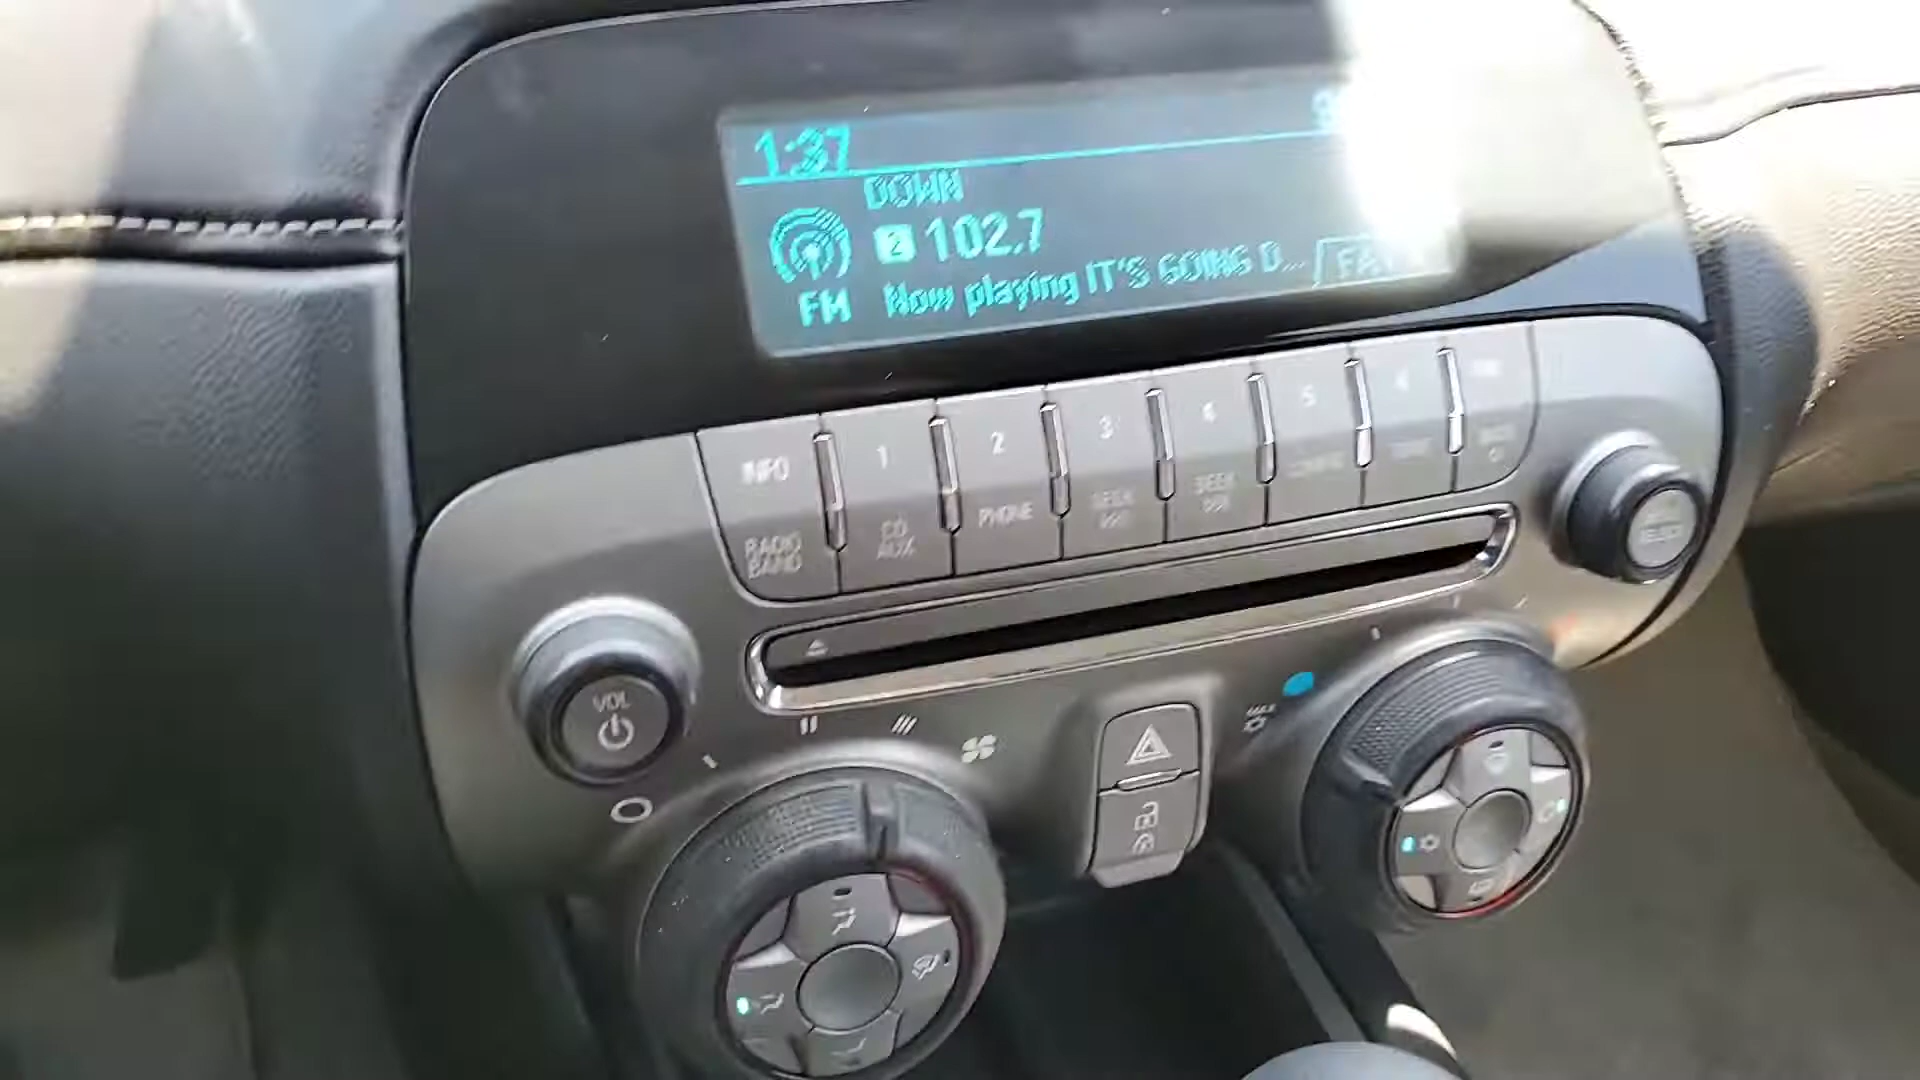 1:37
DOWN
2 102.7
FM
Now playing IT'S GOING D...
INFO
1
2
3
4
5
RADIO
BAND
CD
AUX
PHONE
SEEK
SEEK
VOL